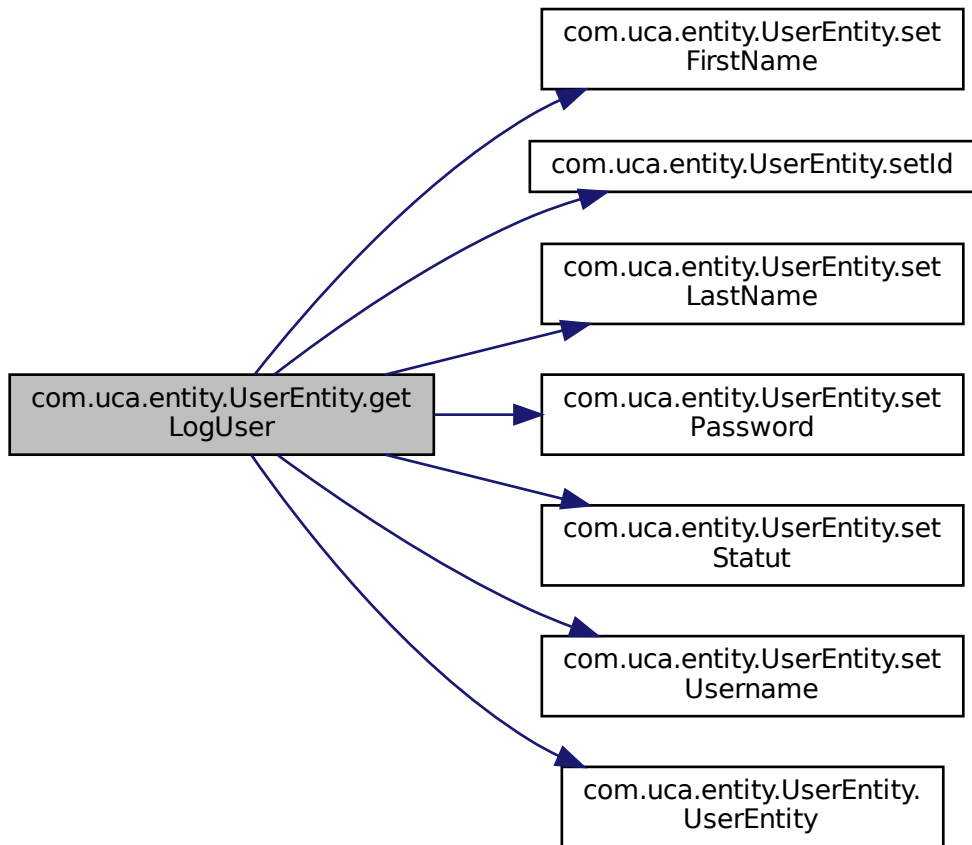 com.uca.entity.UserEntity.set
FirstName
com.uca.entity.UserEntity.setId
com.uca.entity.UserEntity.set
LastName
com.uca.entity.UserEntity.get
LogUser
com.uca.entity.UserEntity.set
Password
com.uca.entity.UserEntity.set
Statut
com.uca.entity.UserEntity.set
Username
com.uca.entity.UserEntity.
UserEntity